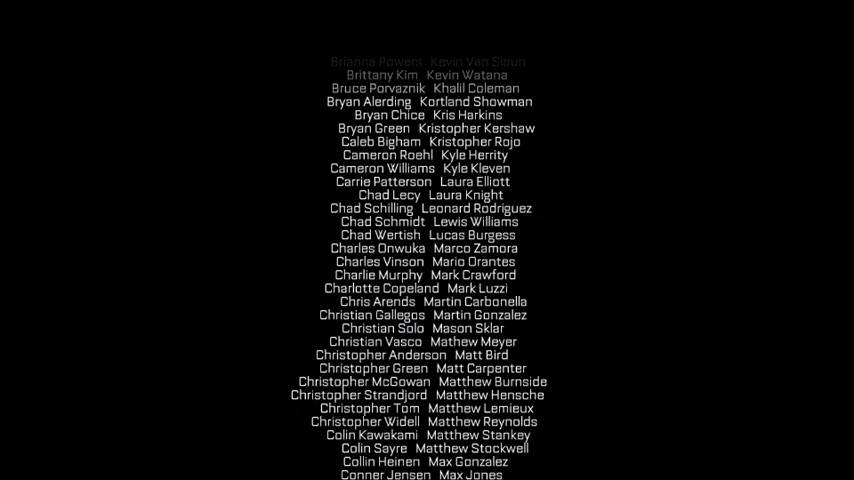 Brianna Powers Kevin Van Sloun
Brittany Kim Kevin Watana
Bruce Porvaznik Khalil Coleman
Bryan Alerding Kortland Showman
Bryan Chice Kris Harkins
Bryan Green Kristopher Kershaw
Caleb Bigham Kristopher Rojo
Cameron Roehl Kyle Herrity
Cameron Williams Kyle Kleven
Carrie Patterson Laura Elliott
Chad Lecy Laura Knight
Chad Schilling Leonard Rodriguez
Chad Schmidt Lewis Williams
Chad Wertish Lucas Burgess
Charles Onwuka Marco Zamora
Charles Vinson Mario Orantes
Charlie Murphy Mark Crawford
Charlotte Copeland Mark Luzzi
Chris Arends Martin Carbonella
Christian Gallegos Martin Gonzalez
Christian Solo Mason Sklar
Christian Vasco Mathew Meyer
Christopher Anderson Matt Bird
Christopher Green Matt Carpenter
Christopher McGowan Matthew Burnside
Christopher Strandjord Matthew Hensche
Christopher Tom Matthew Lemieux
Christopher Widell Matthew Reynolds
Colin Kawakami Matthew Stankey
Colin Sayre Matthew Stockwell
Collin Heinen Max Gonzalez
Conner Jensen Max Jones